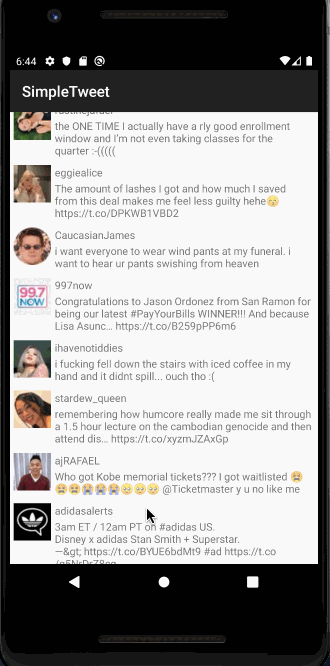 6:44
SimpleTweet
the ONE TIME I actually have a rly good enrollment
window and I'm not even taking classes for the
quarter :-(((((
eggiealice
The amount of lashes I got and how much I saved
from this deal makes me feel less guilty hehe😚
https://t.co/DPKWB1VBD2
CaucasianJames
i want everyone to wear wind pants at my funeral. i
want to hear ur pants swishing from heaven
997now
99.7
NOW!
Congratulations to Jason Ordonez from San Ramon for
being our latest #PayYourBills WINNER!!! And because
Lisa Asunc… https://t.co/B259pPP6m6
ihavenotiddies
i fucking fell down the stairs with iced coffee in my
hand and it didnt spill... ouch tho :(
stardew_queen
remembering how humcore really made me sit through
a 1.5 hour lecture on the cambodian genocide and then
attend dis… https://t.co/xyzmJZAxGp
ajRAFAEL
Who got Kobe memorial tickets??? I got waitlisted 😫
😫😫😭😭😭🥺🥺🥺 @Ticketmaster y u no like me
adidasalerts
3am ET / 12am PT on #adidas US.
Disney x adidas Stan Smith + Superstar.
—&gt; https://t.co/BYUE6bdMt9 #ad https://t.co